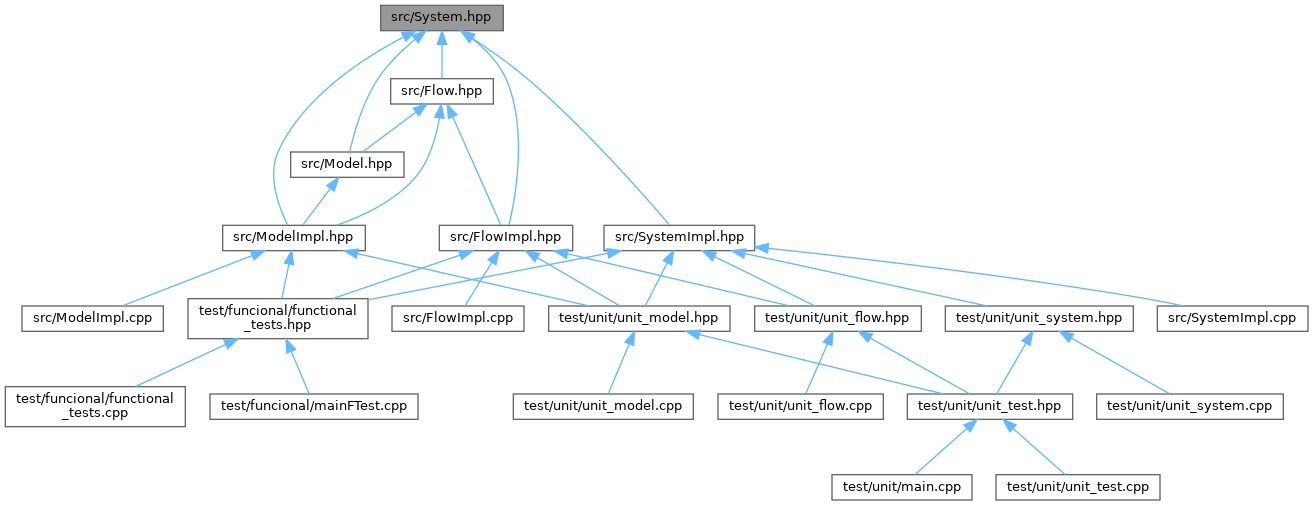 src/System.hpp
src/Flow.hpp
src/Model.hpp
src/ModelImpl.hpp
src/FlowImpl.hpp
src/SystemImpl.hpp
src/ModelImpl.cpp
test/funcional/functional
_tests.hpp
src/FlowImpl.cpp
test/unit/unit_model.hpp
test/unit/unit_flow.hpp
test/unit/unit_system.hpp
src/SystemImpl.cpp
test/funcional/functional
_tests.cpp
test/funcional/mainFTest.cpp
test/unit/unit_model.cpp
test/unit/unit_flow.cpp
test/unit/unit_test.hpp
test/unit/unit_system.cpp
test/unit/main.cpp
test/unit/unit_test.cpp